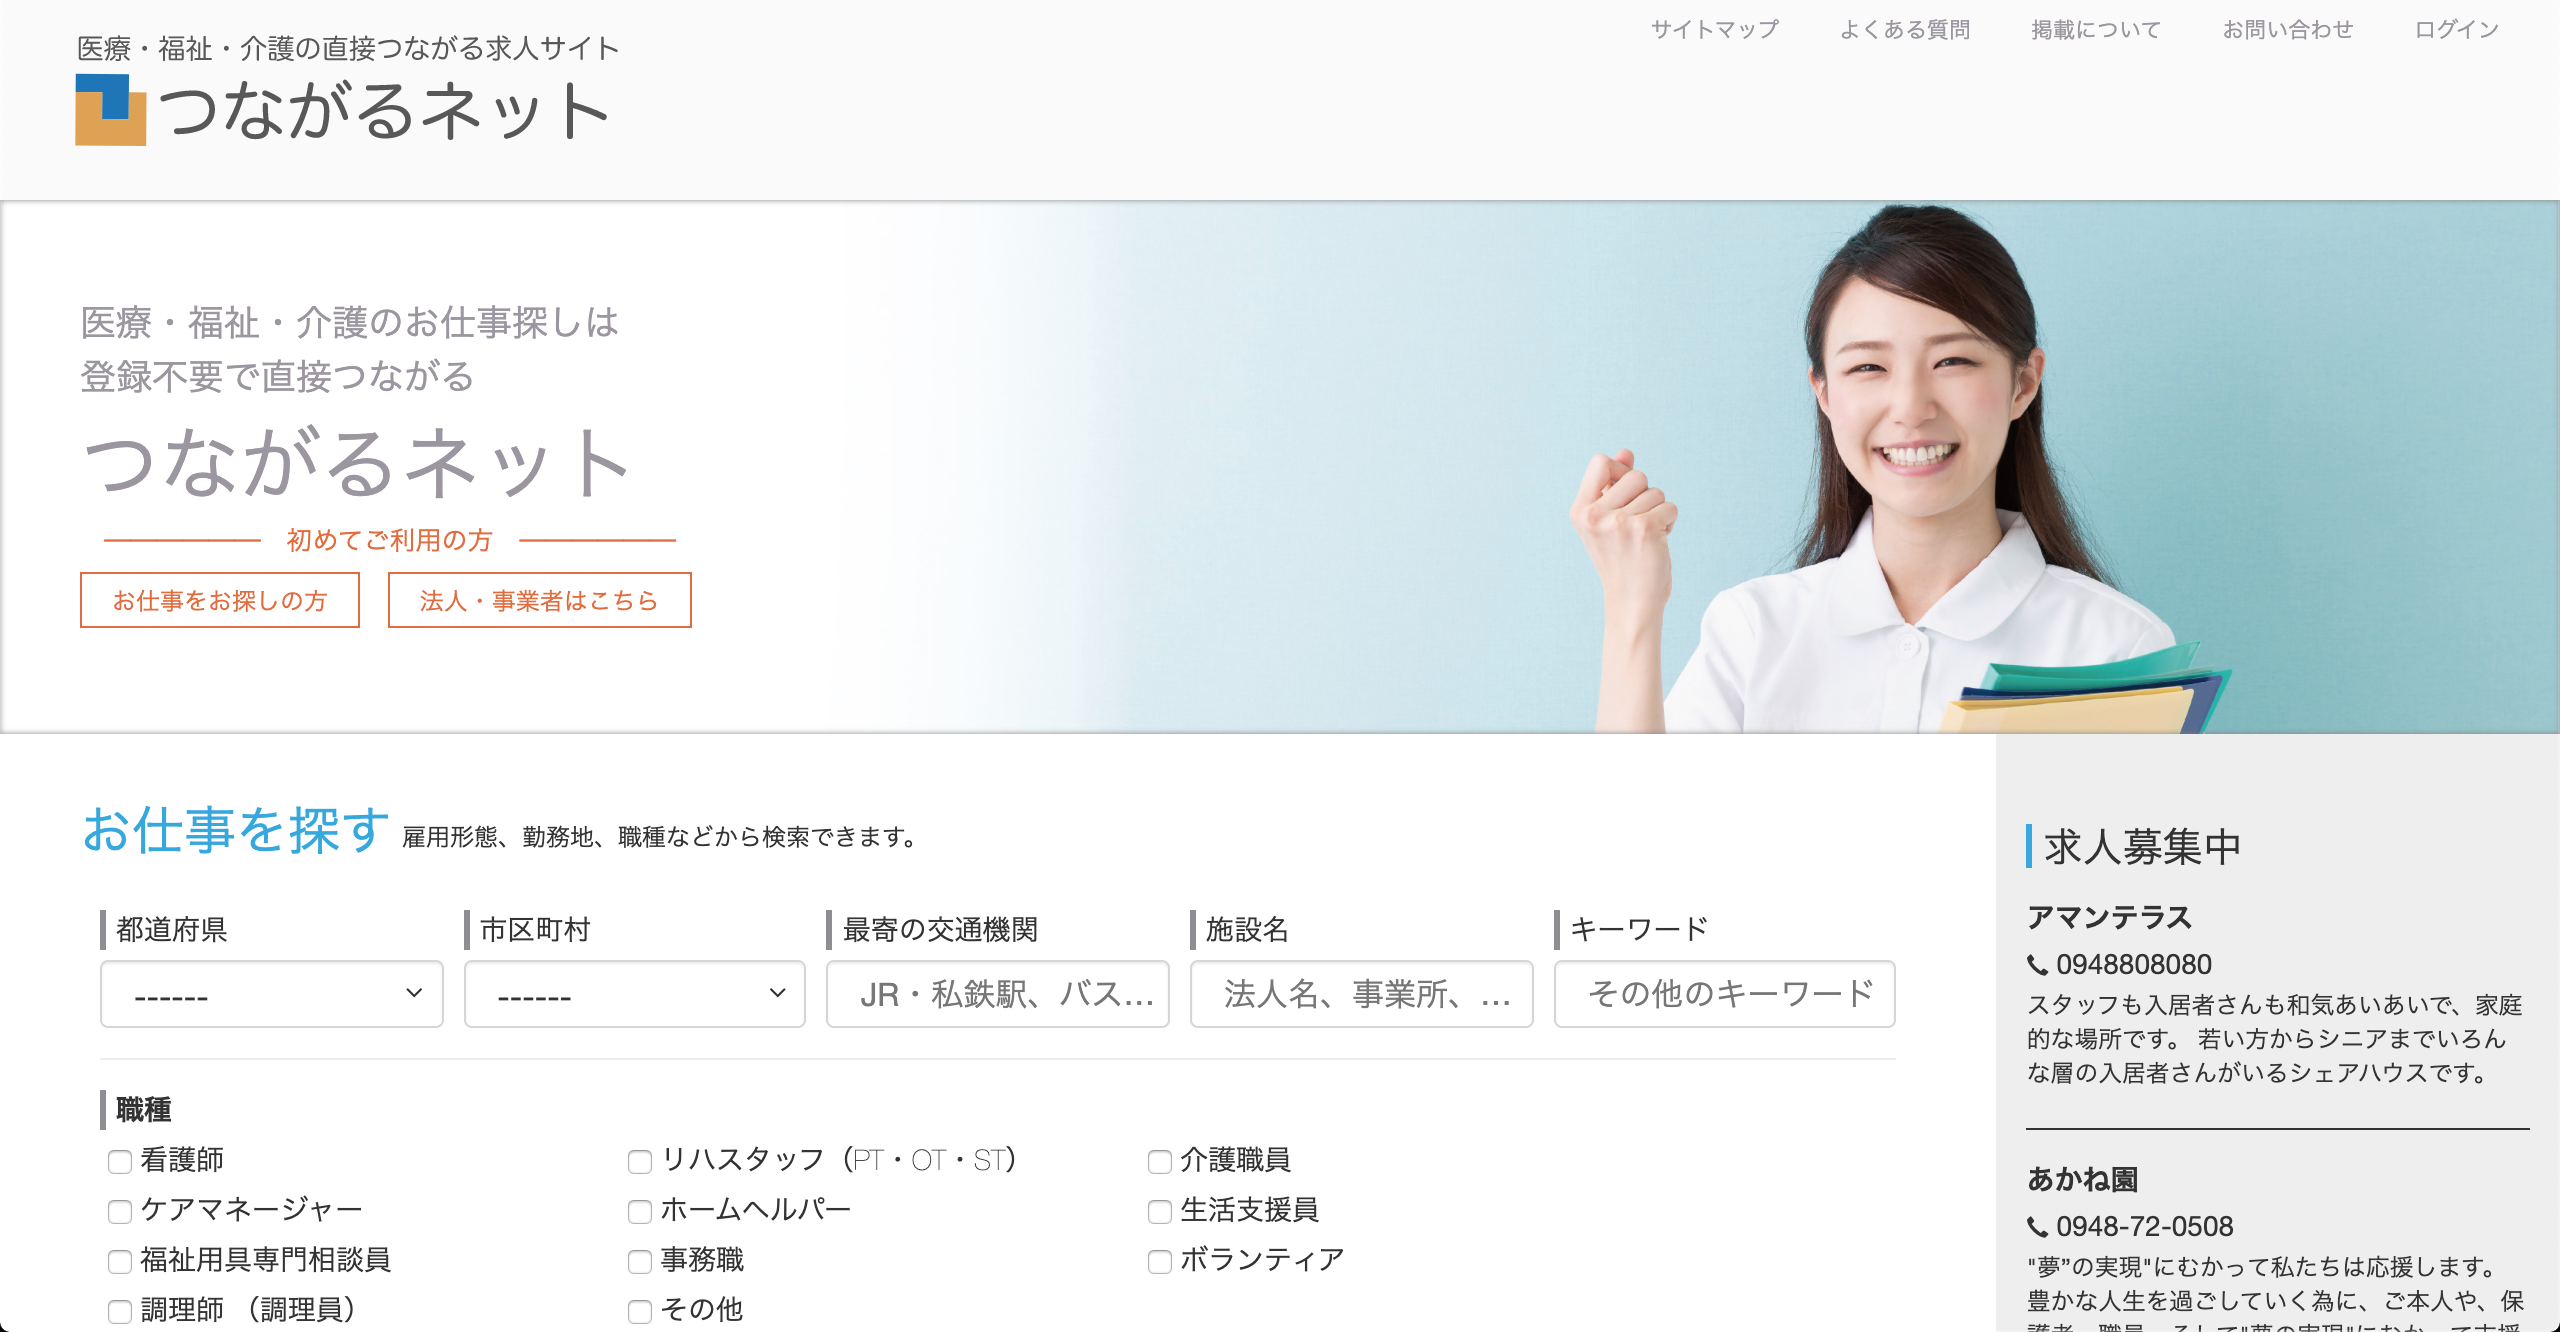 サイトマップ よくある質問 掲載について お問い合わせ ログイン
医療・福祉・介護の直接つながる求人サイト
つながるネット
医療・福祉・介護のお仕事探しは
登録不要で直接つながる
つながるネット
初めてご利用の方
お仕事をお探しの方 法人・事業者はこちら
お仕事を探す 雇用形態、勤務地、職種などから検索できます。
都道府県 市区町村 最寄の交通機関 施設名 キーワード
------ ------ JR・私鉄駅、バス... 法人名、事業所、... その他のキーワード
職種
看護師 リハスタッフ（PT・OT・ST） 介護職員
ケアマネージャー ホームヘルパー 生活支援員
福祉用具専門相談員 事務職 ボランティア
調理師 （調理員） その他
求人募集中
アマンテラス
0948808080
スタッフも入居者さんも和気あいあいで、家庭
的な場所です。 若い方からシニアまでいろん
な層の入居者さんがいるシェアハウスです。
あかね園
0948-72-0508
"夢”の実現"にむかって私たちは応援します。
豊かな人生を過ごしていく為に、ご本人や、保
護者、職員、そして"夢の実現"にむかって支援